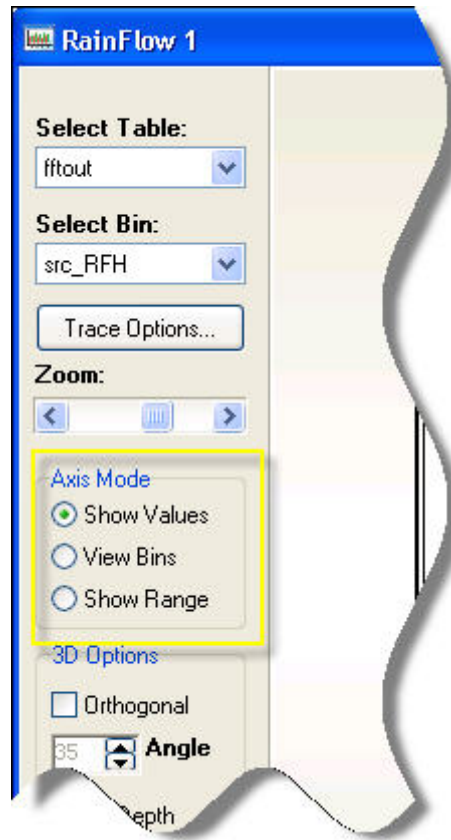 RainFlow 1
Select Table:
fftout
Select Bin:
src_RFH
Trace Options...
Zoom:
Axis Mode
Show Values
View Bins
Show Range
3D Options
Orthogonal
35 Angle